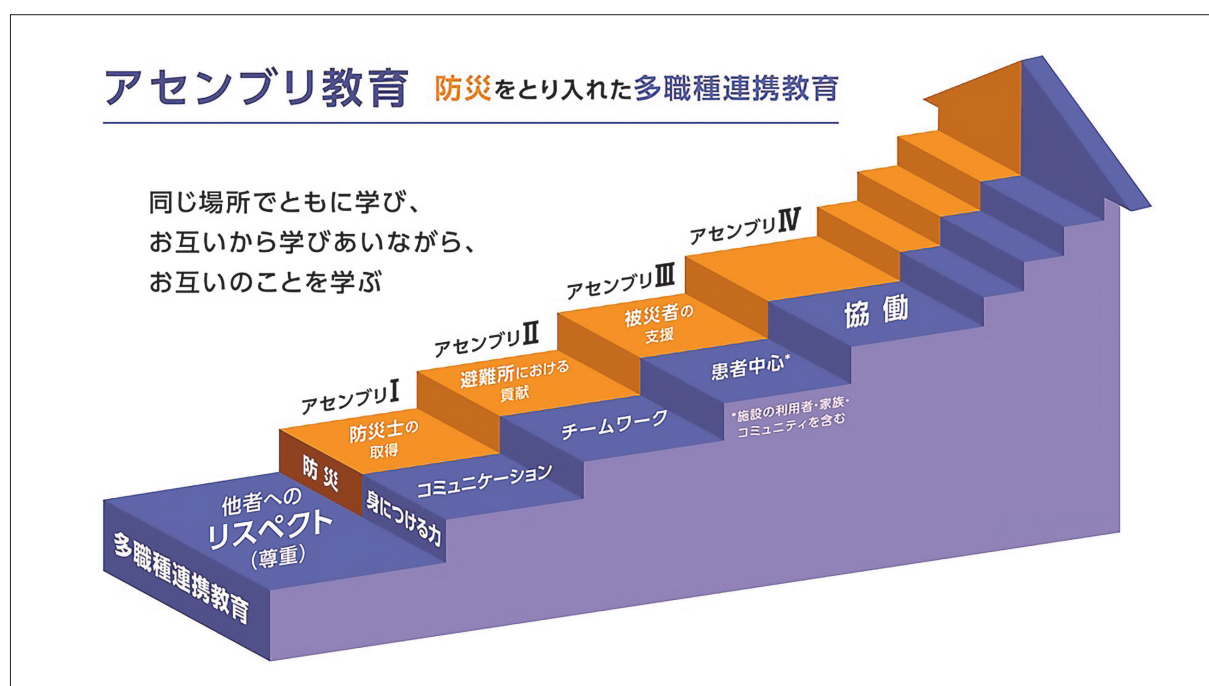 アセンブリ教育 防災をとり入れた多職種連携教育
同じ場所でともに学び、
お互いから学びあいながら、
お互いのことを学ぶ
アセンブリⅠ
アセンブリⅡ
アセンブリⅢ
アセンブリⅣ
防災
防災士の
取得
避難所における
貢献
被災者の
支援
身につける力
コミュニケーション
チームワーク
患者中心*
*施設の利用者・家族・
コミュニティを含む
協働
他者への
リスペクト
(尊重)
多職種連携教育